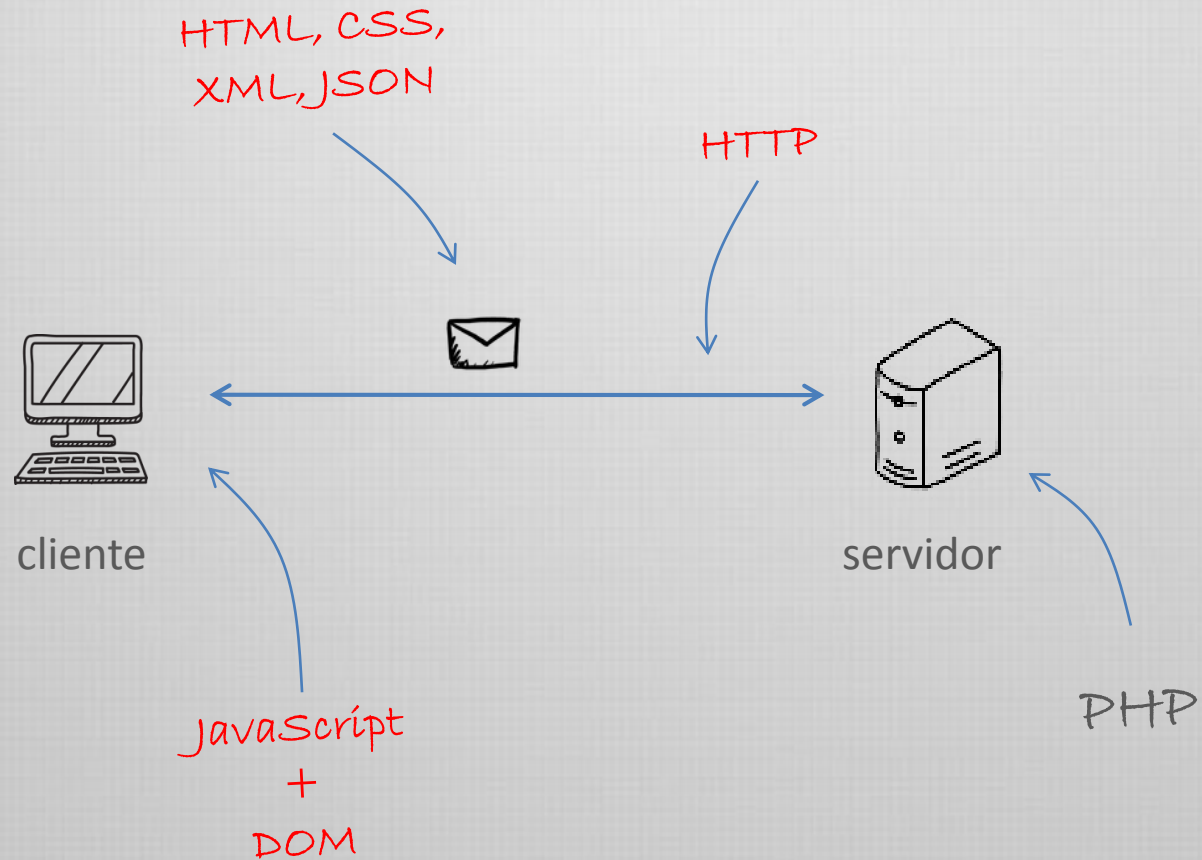 HTML, CSS,
XML, JSON
HTTP
cliente
servidor
JavaScript
+
DOM
PHP